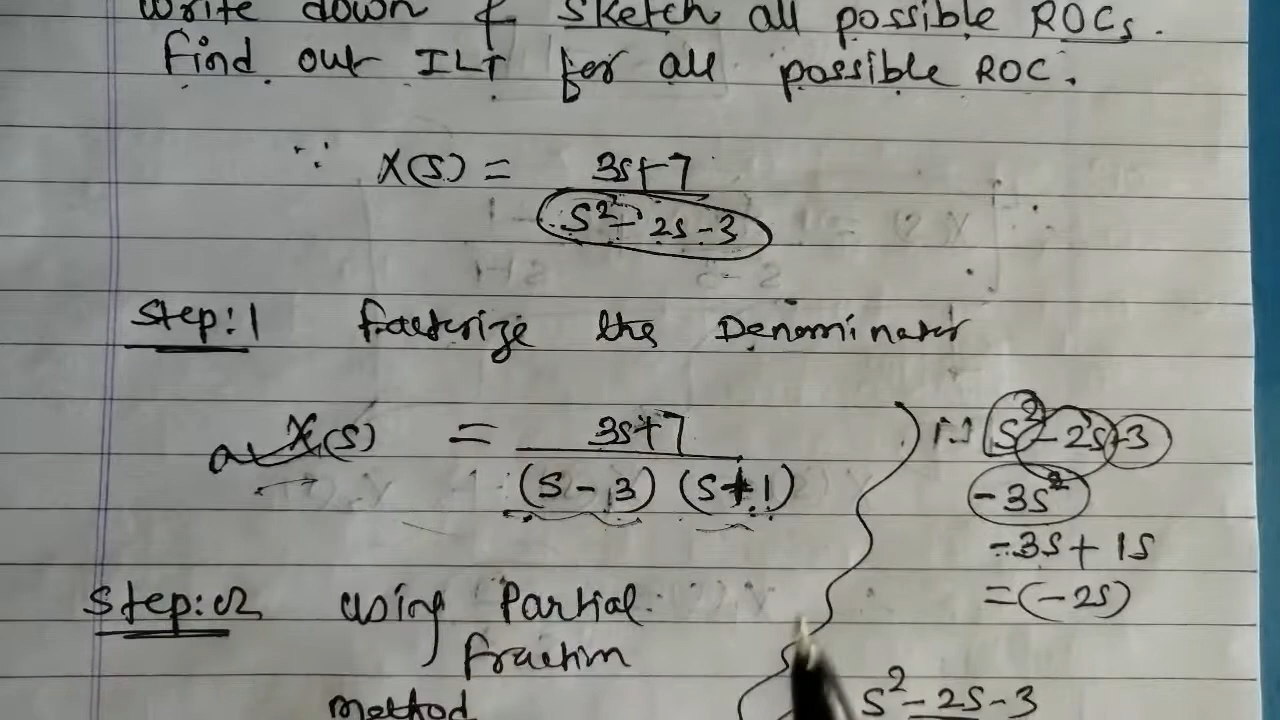 Write down & sketch all possible ROCs.
Find out ILT for all possible ROC.
∵ X(S) = 3s+7
S² - 2s - 3
Step:1 factorize the Denominator
X(S) = 3s+7
(S - 3) (S + 1)
S² - 2s - 3
- 3s²
- 3s + 1s
= (-2s)
Step:02 using Partial
fraction
method
S² - 2s - 3